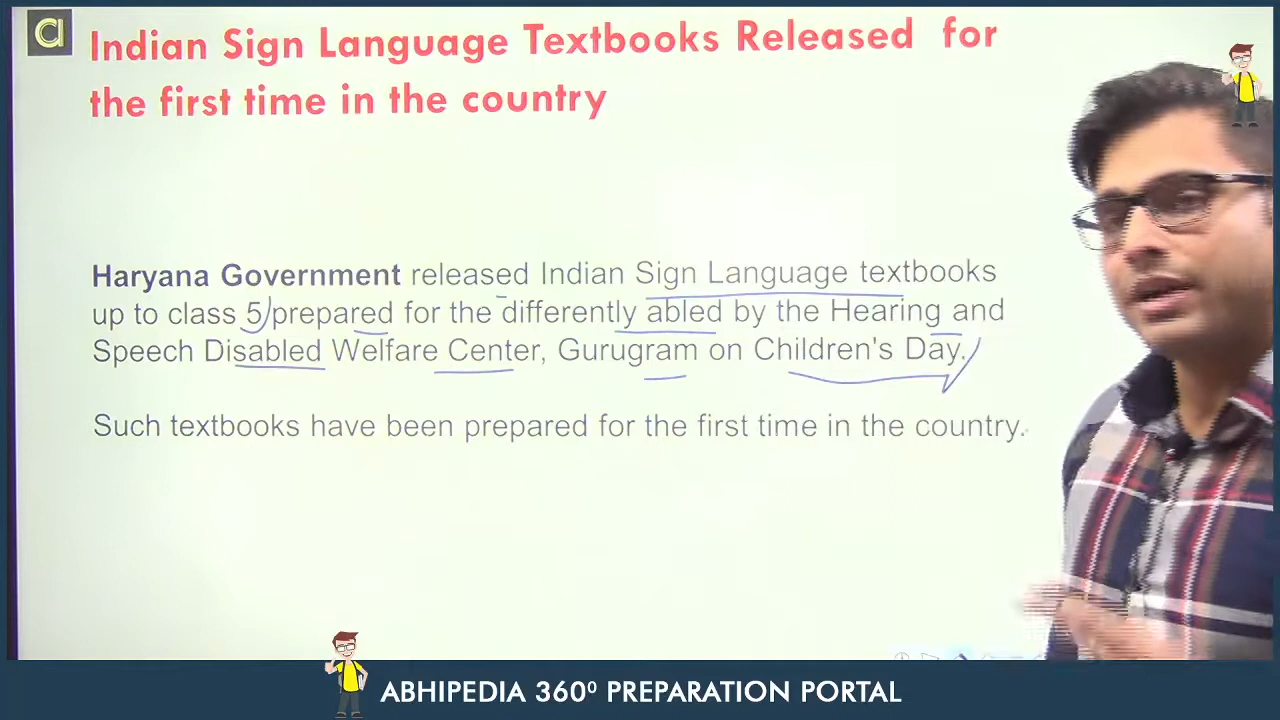 a
Indian Sign Language Textbooks Released for
the first time in the country
Haryana Government released Indian Sign Language textbooks
up to class 5 prepared for the differently abled by the Hearing and
Speech Disabled Welfare Center, Gurugram on Children's Day.
Such textbooks have been prepared for the first time in the country.
ABHIPEDIA 360⁰ PREPARATION PORTAL